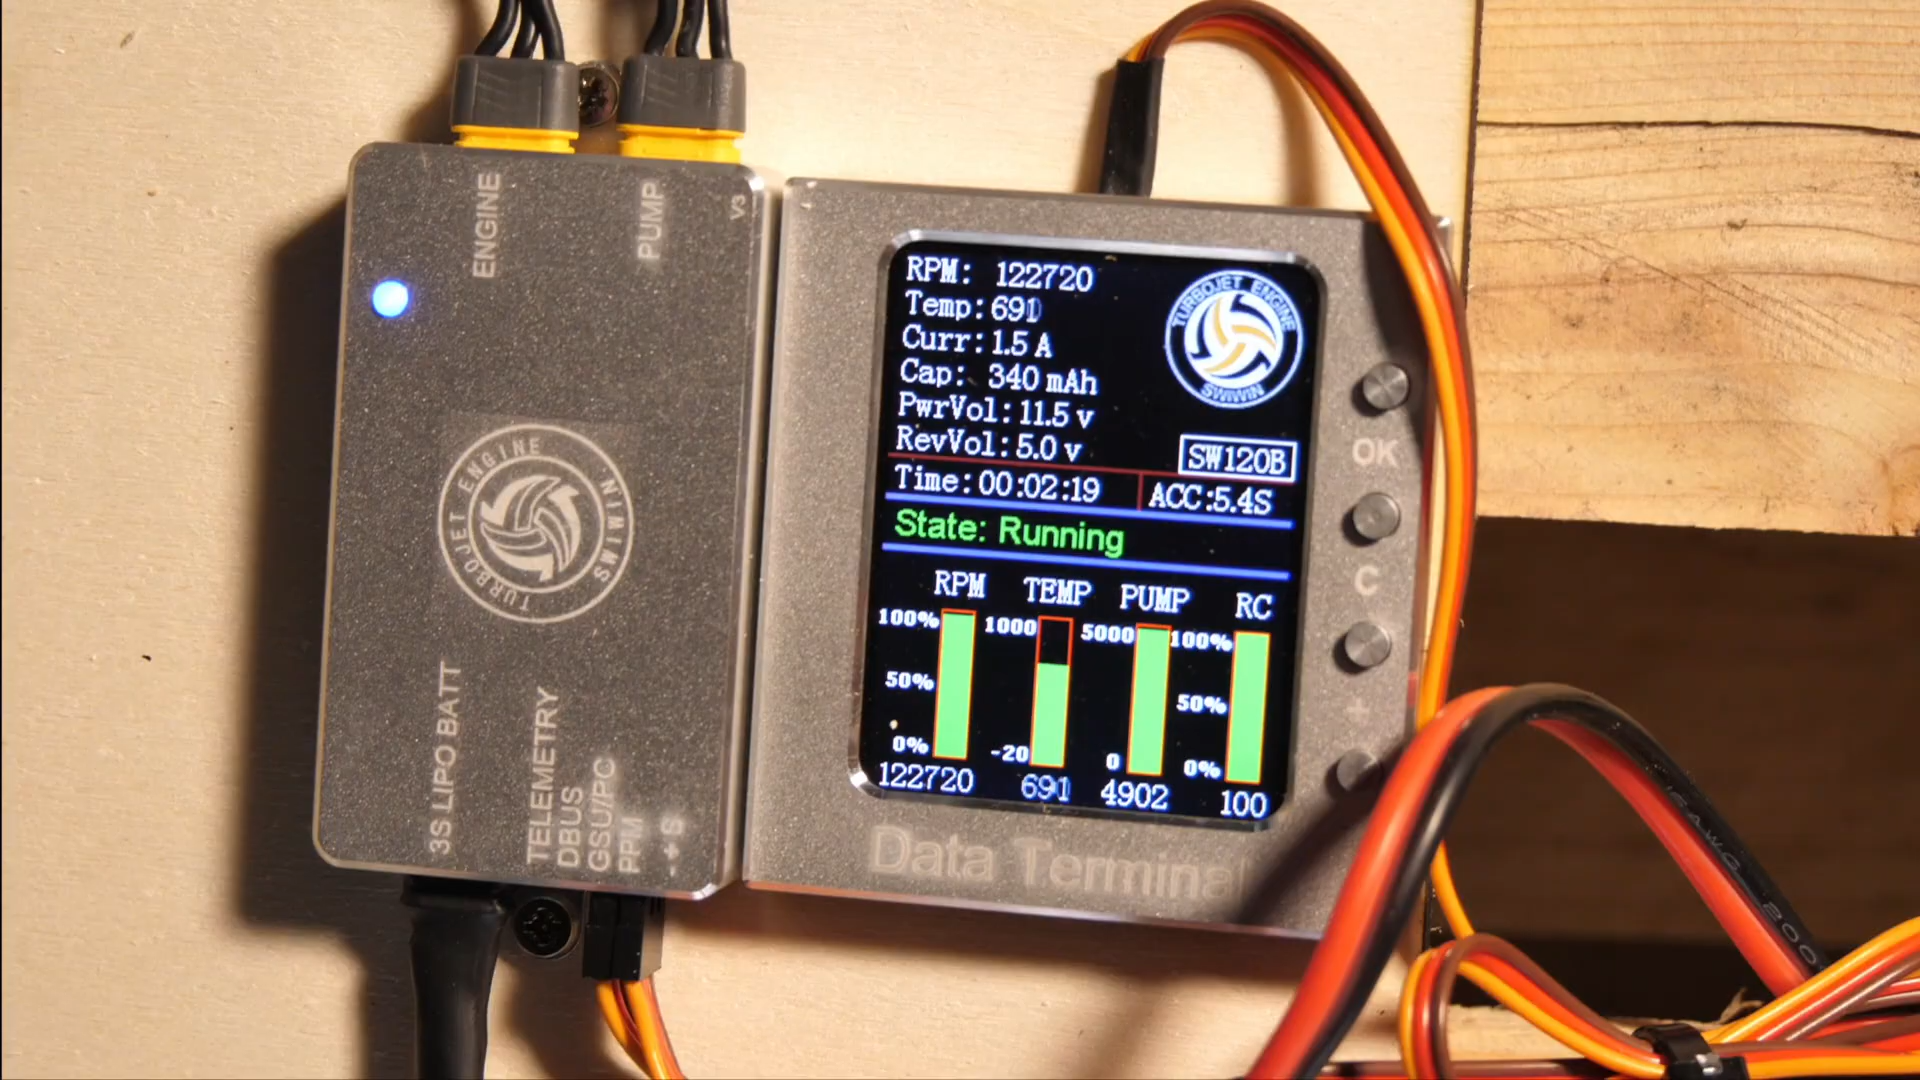 ENGINE
PUMP
V3
TURBOJET ENGINE
SWIWIN
3S LIPO BATT
TELEMETRY
DBUS
GSU/PC
PPM
- + S
RPM: 122720
Temp: 691
Curr: 1.5 A
Cap: 340 mAh
PwrVol: 11.5 v
RevVol: 5.0 v
TURBOJET ENGINE
SWIWIN
SW120B
Time: 00:02:19
ACC:5.4S
State: Running
RPM TEMP PUMP RC
100% 1000 5000 100%
50% 50%
0% -20 0 0%
122720 691 4902 100
OK
C
+
Data Terminal
15AWG 200